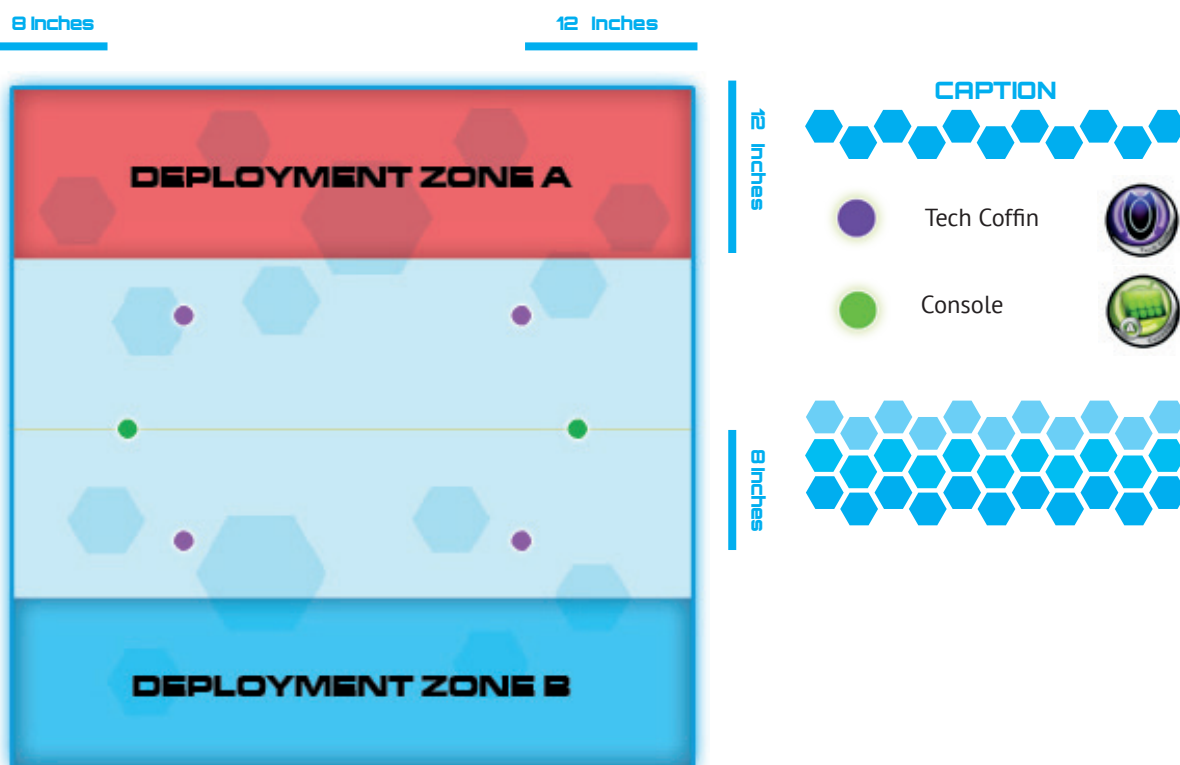 8 Inches
12 Inches
CAPTION
12 Inches
DEPLOYMENT ZONE A
Tech Coffin
Console
8 Inches
DEPLOYMENT ZONE B